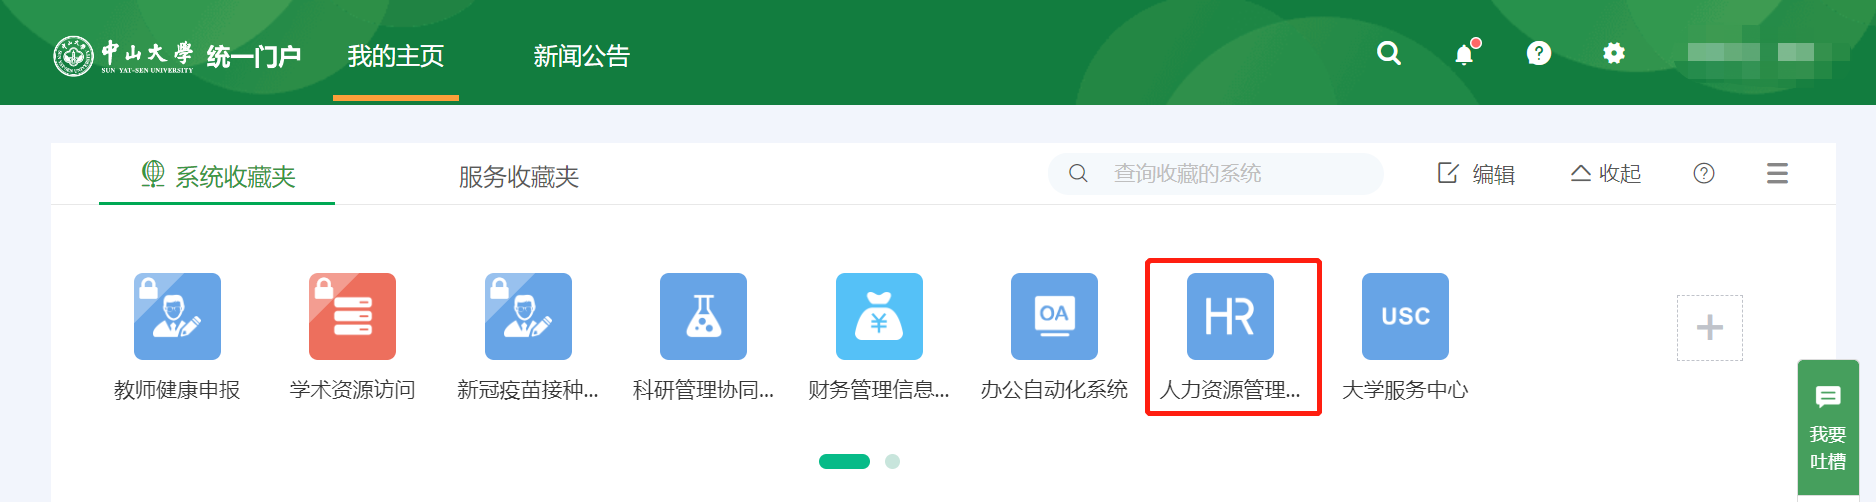 中山大學 统一门户 我的主页 新闻公告
SUN YAT-SEN UNIVERSITY
系统收藏夹 服务收藏夹 查询收藏的系统 编辑 收起
OA HR USC
教师健康申报 学术资源访问 新冠疫苗接种... 科研管理协同... 财务管理信息... 办公自动化系统 人力资源管理... 大学服务中心
我要
吐槽